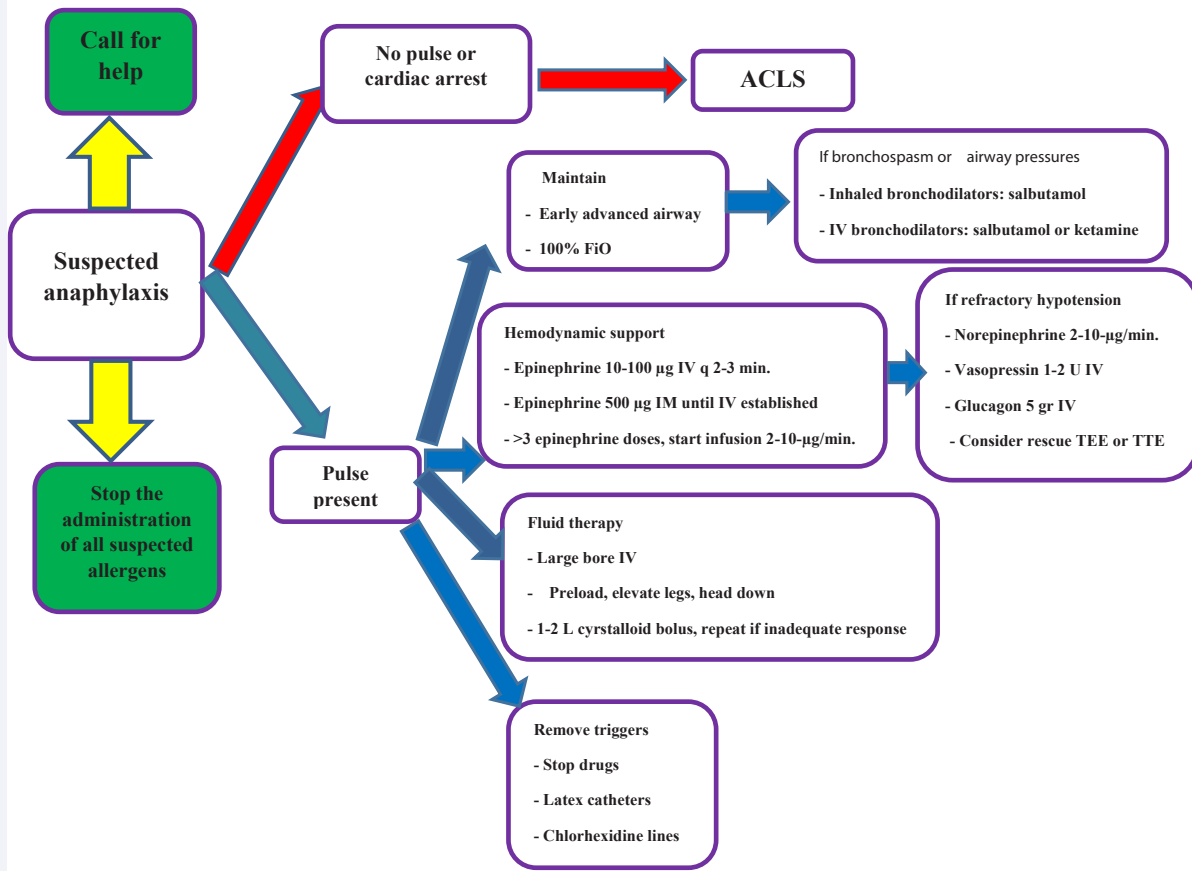 Call for
help
No pulse or
cardiac arrest
ACLS
Suspected
anaphylaxis
Stop the
administration
of all suspected
allergens
Pulse
present
Maintain
- Early advanced airway
- 100% FiO
If bronchospasm or airway pressures
- Inhaled bronchodilators: salbutamol
- IV bronchodilators: salbutamol or ketamine
Hemodynamic support
- Epinephrine 10-100 µg IV q 2-3 min.
- Epinephrine 500 µg IM until IV established
- >3 epinephrine doses, start infusion 2-10-µg/min.
If refractory hypotension
- Norepinephrine 2-10-µg/min.
- Vasopressin 1-2 U IV
- Glucagon 5 gr IV
- Consider rescue TEE or TTE
Fluid therapy
- Large bore IV
- Preload, elevate legs, head down
- 1-2 L cyrstalloid bolus, repeat if inadequate response
Remove triggers
- Stop drugs
- Latex catheters
- Chlorhexidine lines